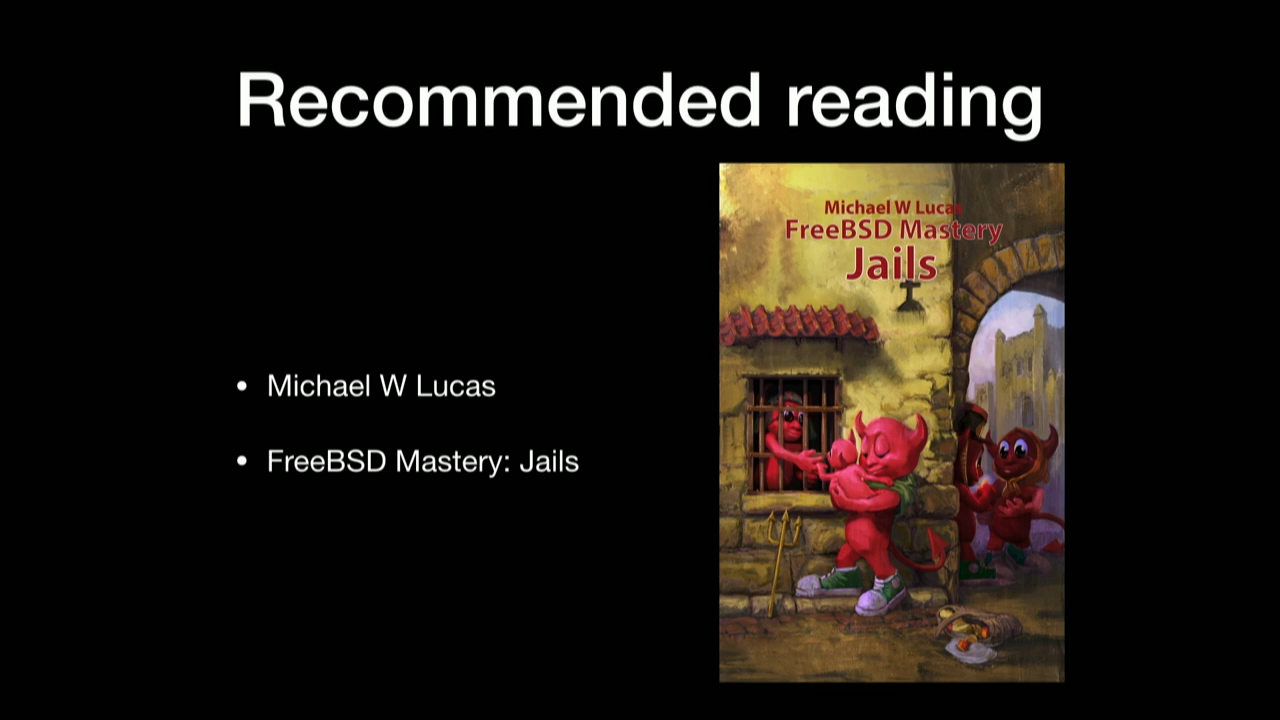 Recommended reading
Michael W Lucas
FreeBSD Mastery: Jails
Michael W Lucas
FreeBSD Mastery
Jails